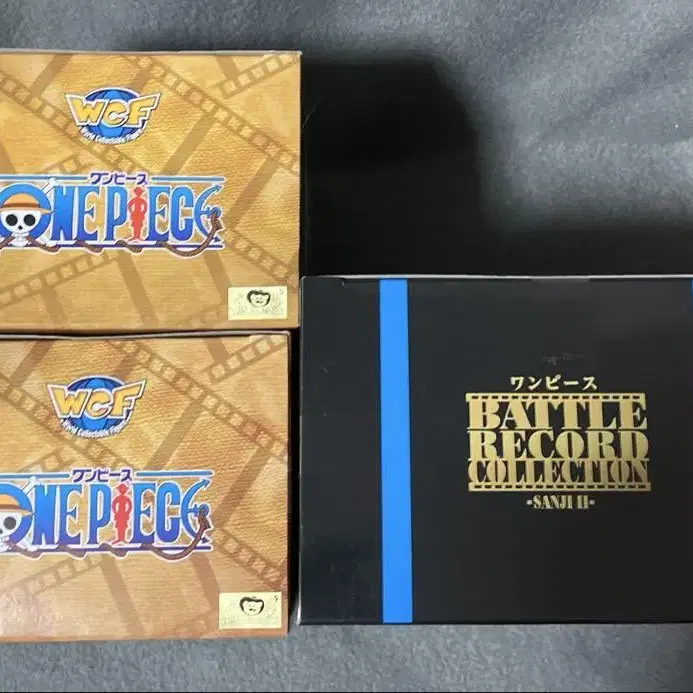 WCF
World Collectable Figure
ワンピース
ONE PIECE
WCF
World Collectable Figure
ワンピース
ONE PIECE
ワンピース
BATTLE
RECORD
COLLECTION
-SANJI II-